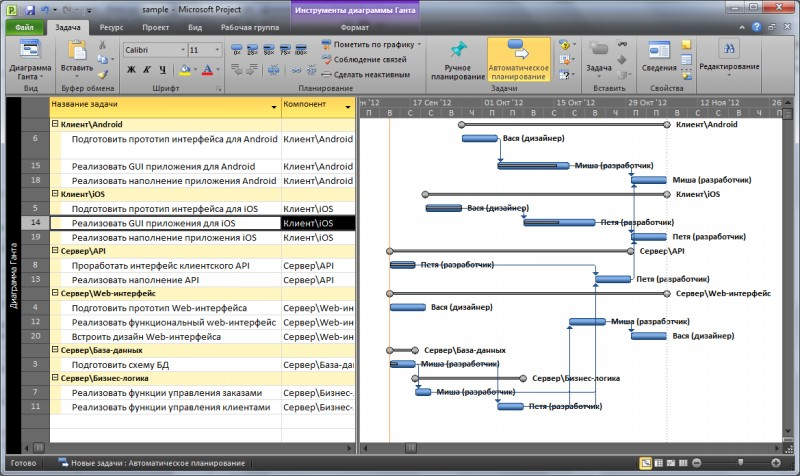 sample - Microsoft Project
Инструменты диаграммы Ганта
Файл Задача Ресурс Проект Вид Рабочая группа Формат
Диаграмма Ганта
Вид
Вставить
Буфер обмена
Calibri 11
Ж К Ч
Шрифт
0% 25% 50% 75% 100%
Пометить по графику
Соблюдение связей
Сделать неактивным
Планирование
Ручное планирование
Автоматическое планирование
Задачи
Задача
Вставить
Сведения
Свойства
Редактирование
Название задачи Компонент
'12 17 Сен '12 01 Окт '12 15 Окт '12 29 Окт '12 12 Ноя '12 26
П В С Ч П С В П В С Ч П С В П В С
Диаграмма Ганта
Клиент\Android
6 Подготовить прототип интерфейса для Android Клиент\Android
15 Реализовать GUI приложения для Android Клиент\Android
18 Реализовать наполнение приложения Android Клиент\Android
Клиент\iOS
5 Подготовить прототип интерфейса для iOS Клиент\iOS
14 Реализовать GUI приложения для iOS Клиент\iOS
19 Реализовать наполнение приложения iOS Клиент\iOS
Сервер\API
8 Проработать интерфейс клиентского API Сервер\API
13 Реализовать наполнение API Сервер\API
Сервер\Web-интерфейс
4 Подготовить прототип Web-интерфейса Сервер\Web-ин
12 Реализовать функциональный web-интерфейс Сервер\Web-ин
20 Встроить дизайн Web-интерфейса Сервер\Web-ин
Сервер\База-данных
3 Подготовить схему БД Сервер\База-да
Сервер\Бизнес-логика
7 Реализовать функции управления заказами Сервер\Бизнес-
11 Реализовать функции управления клиентами Сервер\Бизнес-
Клиент\Android
Вася (дизайнер)
Миша (разработчик)
Миша (разработчик)
Клиент\iOS
Вася (дизайнер)
Петя (разработчик)
Петя (разработчик)
Сервер\API
Петя (разработчик)
Петя (разработчик)
Сервер\Web-интерфейс
Вася (дизайнер)
Миша (разработчик)
Вася (дизайнер)
Сервер\База-данных
Миша (разработчик)
Сервер\Бизнес-логика
Миша (разработчик)
Петя (разработчик)
Готово Новые задачи : Автоматическое планирование